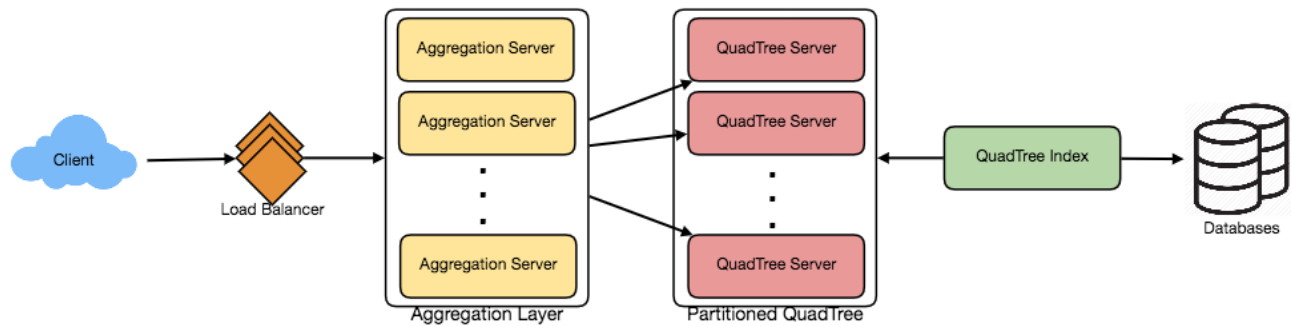 Client
Load Balancer
Aggregation Server
Aggregation Server
Aggregation Server
Aggregation Layer
QuadTree Server
QuadTree Server
QuadTree Server
Partitioned QuadTree
QuadTree Index
Databases